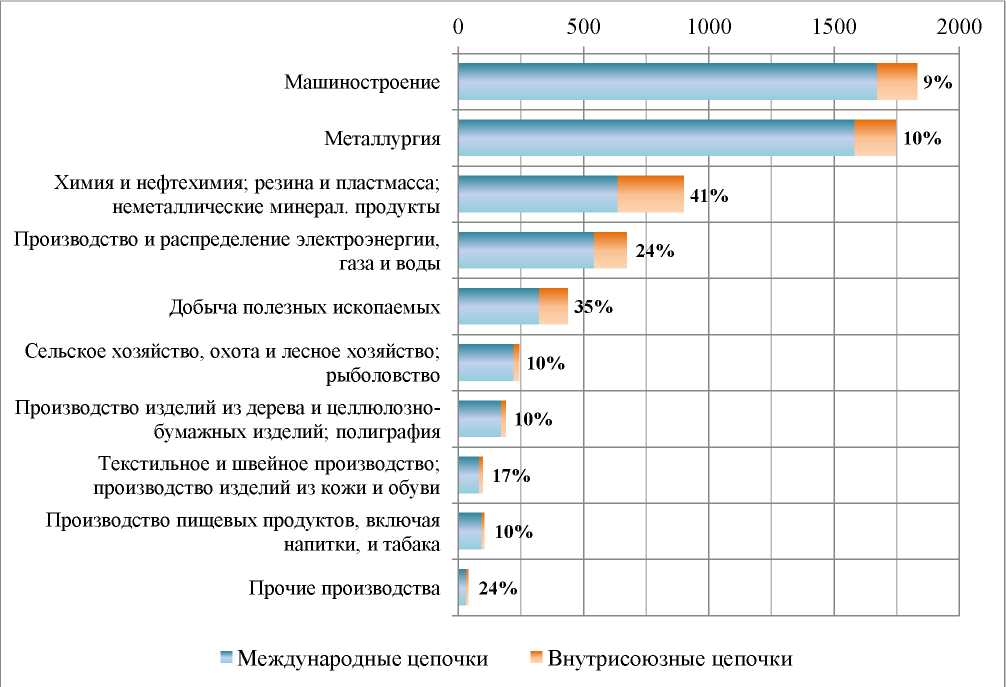 0 500 1000 1500 2000
Машиностроение
9%
Металлургия
10%
Химия и нефтехимия; резина и пластмасса;
неметаллические минерал. продукты
41%
Производство и распределение электроэнергии,
газа и воды
24%
Добыча полезных ископаемых
35%
Сельское хозяйство, охота и лесное хозяйство;
рыболовство
10%
Производство изделий из дерева и целлюлозно-
бумажных изделий; полиграфия
10%
Текстильное и швейное производство;
производство изделий из кожи и обуви
17%
Производство пищевых продуктов, включая
напитки, и табака
10%
Прочие производства
24%
Международные цепочки Внутрисоюзные цепочки